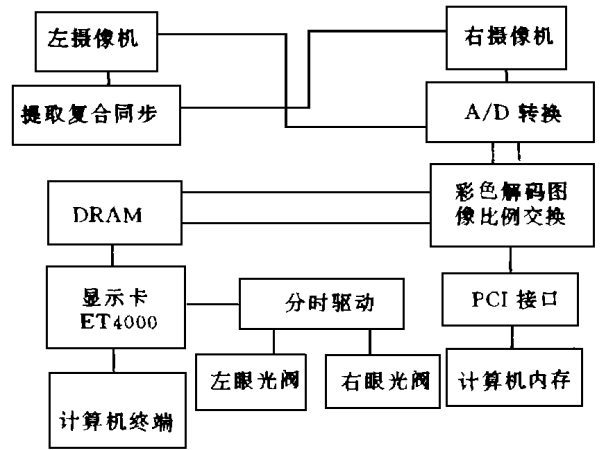 左摄像机
右摄像机
提取复合同步
A/D 转换
彩色解码图
像比例交换
DRAM
显示卡
ET4000
分时驱动
PCI 接口
左眼光阀
右眼光阀
计算机内存
计算机终端